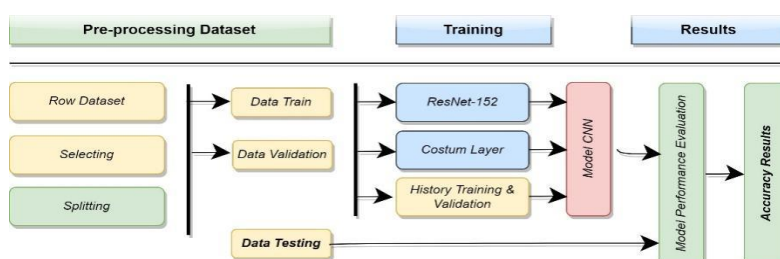 Pre-processing Dataset
Training
Results
Row Dataset
Selecting
Splitting
Data Train
Data Validation
Data Testing
ResNet-152
Costum Layer
History Training &
Validation
Model CNN
Model Performance Evaluation
Accuracy Results